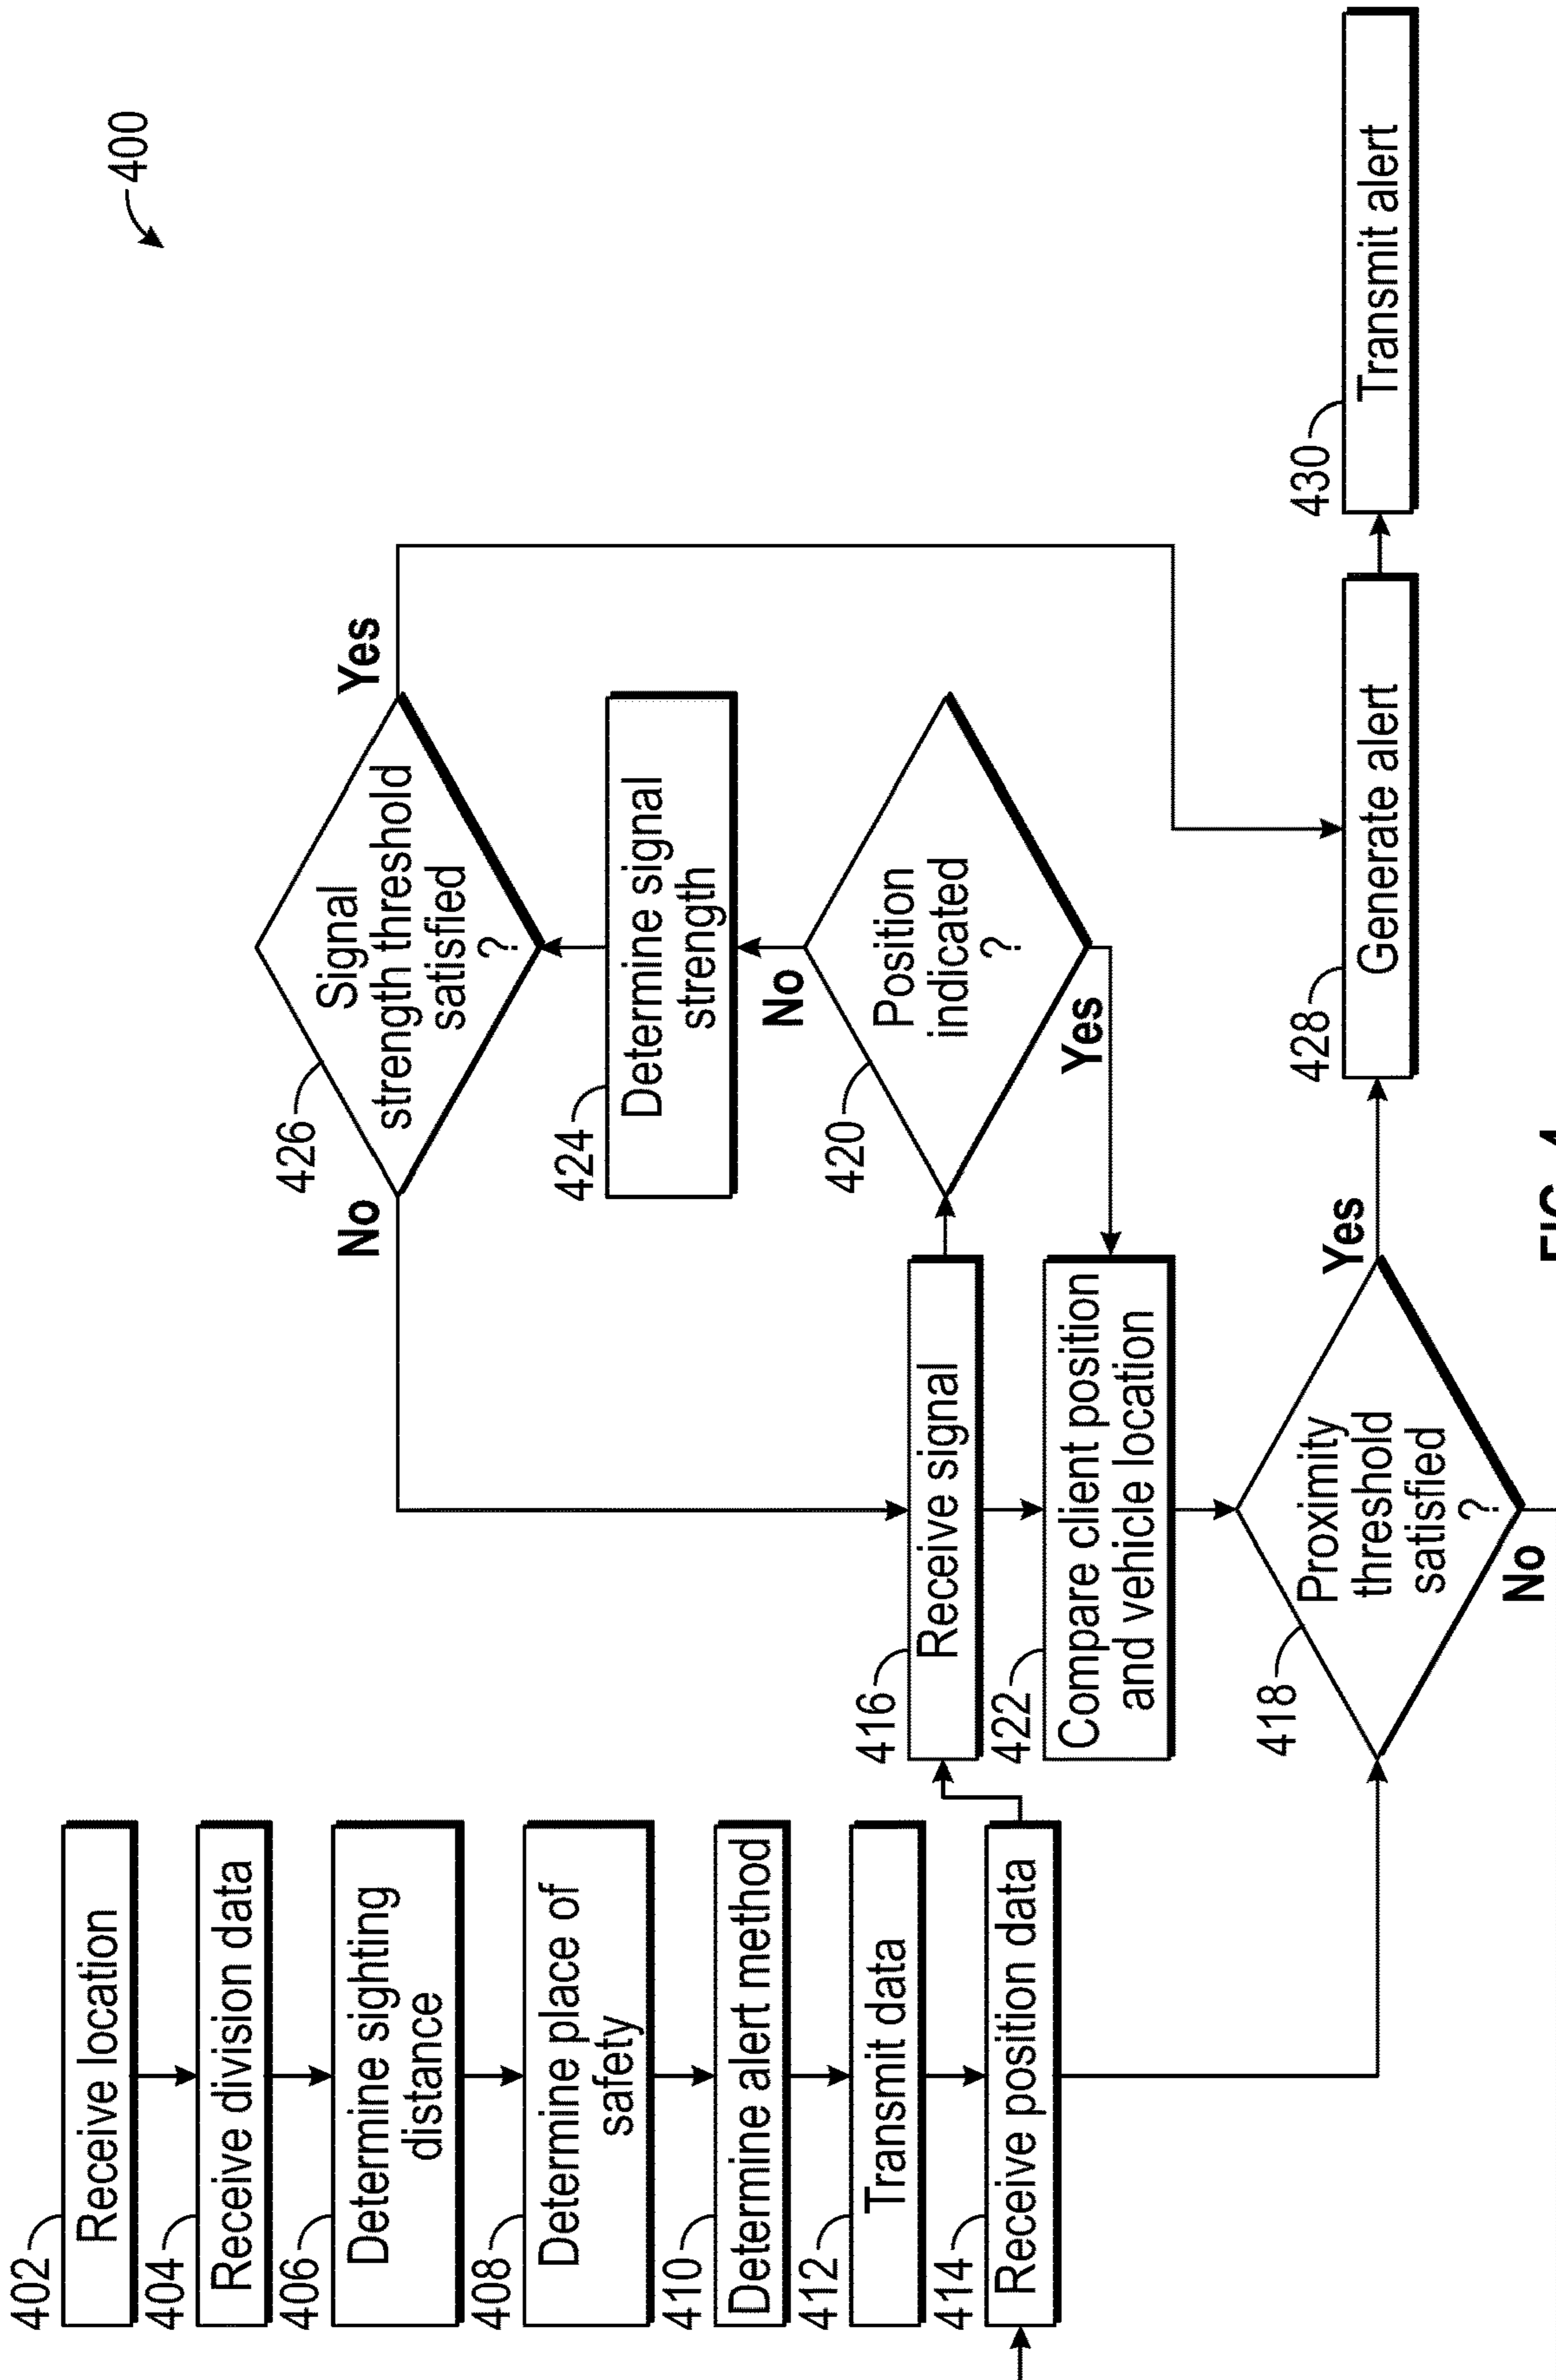 400
402
Receive location
404
Receive division data
406
Determine sighting
distance
408
Determine place of
safety
410
Determine alert method
412
Transmit data
414
Receive position data
416
Receive signal
422
Compare client position
and vehicle location
418
Proximity
threshold
satisfied
?
Yes
No
426
Signal
strength threshold
satisfied
?
Yes
No
424
Determine signal
strength
No
420
Position
indicated
?
Yes
428
Generate alert
430
Transmit alert